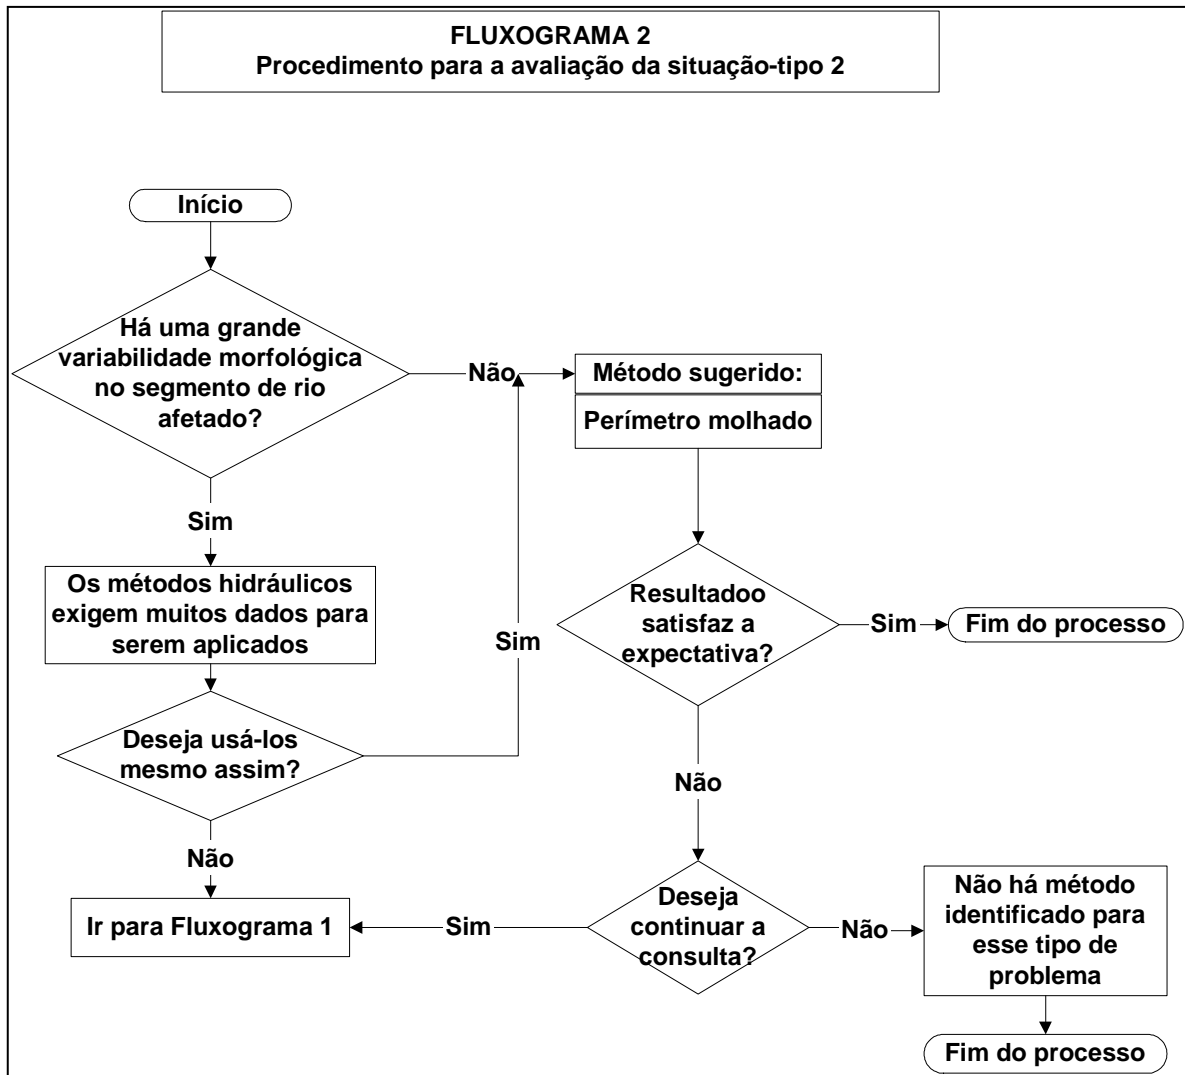 FLUXOGRAMA 2
Procedimento para a avaliação da situação-tipo 2
Início
Há uma grande
variabilidade morfológica
no segmento de rio
afetado?
Não
Método sugerido:
Perímetro molhado
Sim
Os métodos hidráulicos
exigem muitos dados para
serem aplicados
Sim
Resultadoo
satisfaz a
expectativa?
Sim
Fim do processo
Deseja usá-los
mesmo assim?
Não
Não
Ir para Fluxograma 1
Sim
Deseja
continuar a
consulta?
Não
Não há método
identificado para
esse tipo de
problema
Fim do processo